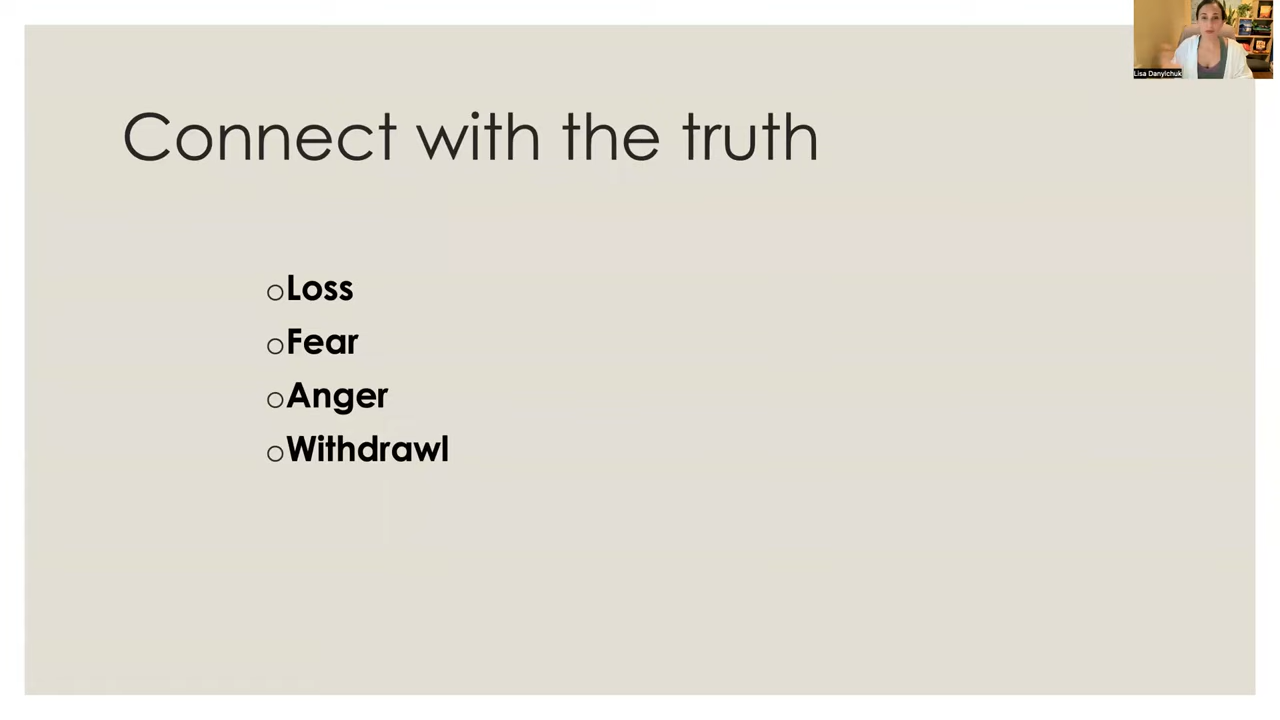 Lisa Danylchuk
Connect with the truth
Loss
Fear
Anger
Withdrawl